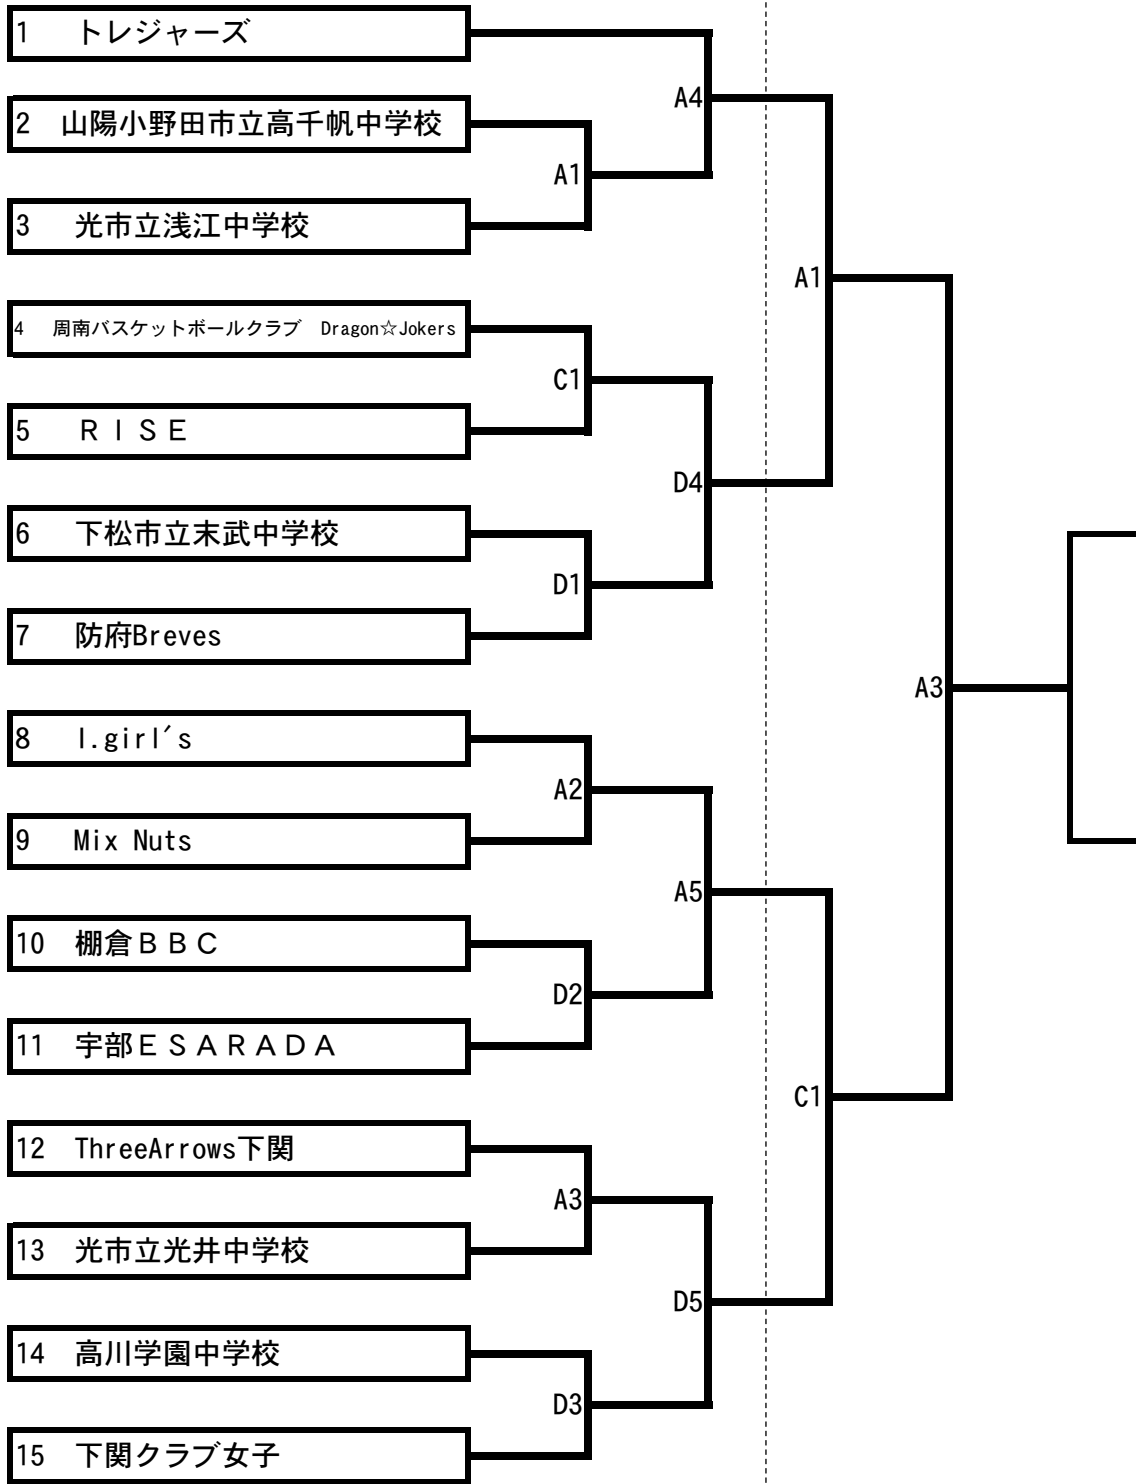 1 トレジャーズ
A4
2 山陽小野田市立高千帆中学校
A1
3 光市立浅江中学校
A1
4 周南バスケットボールクラブ Dragon☆Jokers
C1
5 ＲＩＳＥ
D4
6 下松市立末武中学校
D1
7 防府Breves
A3
8 I.girl´s
A2
9 Mix Nuts
A5
10 棚倉ＢＢＣ
D2
11 宇部ＥＳＡＲＡＤＡ
C1
12 ThreeArrows下関
A3
13 光市立光井中学校
D5
14 高川学園中学校
D3
15 下関クラブ女子